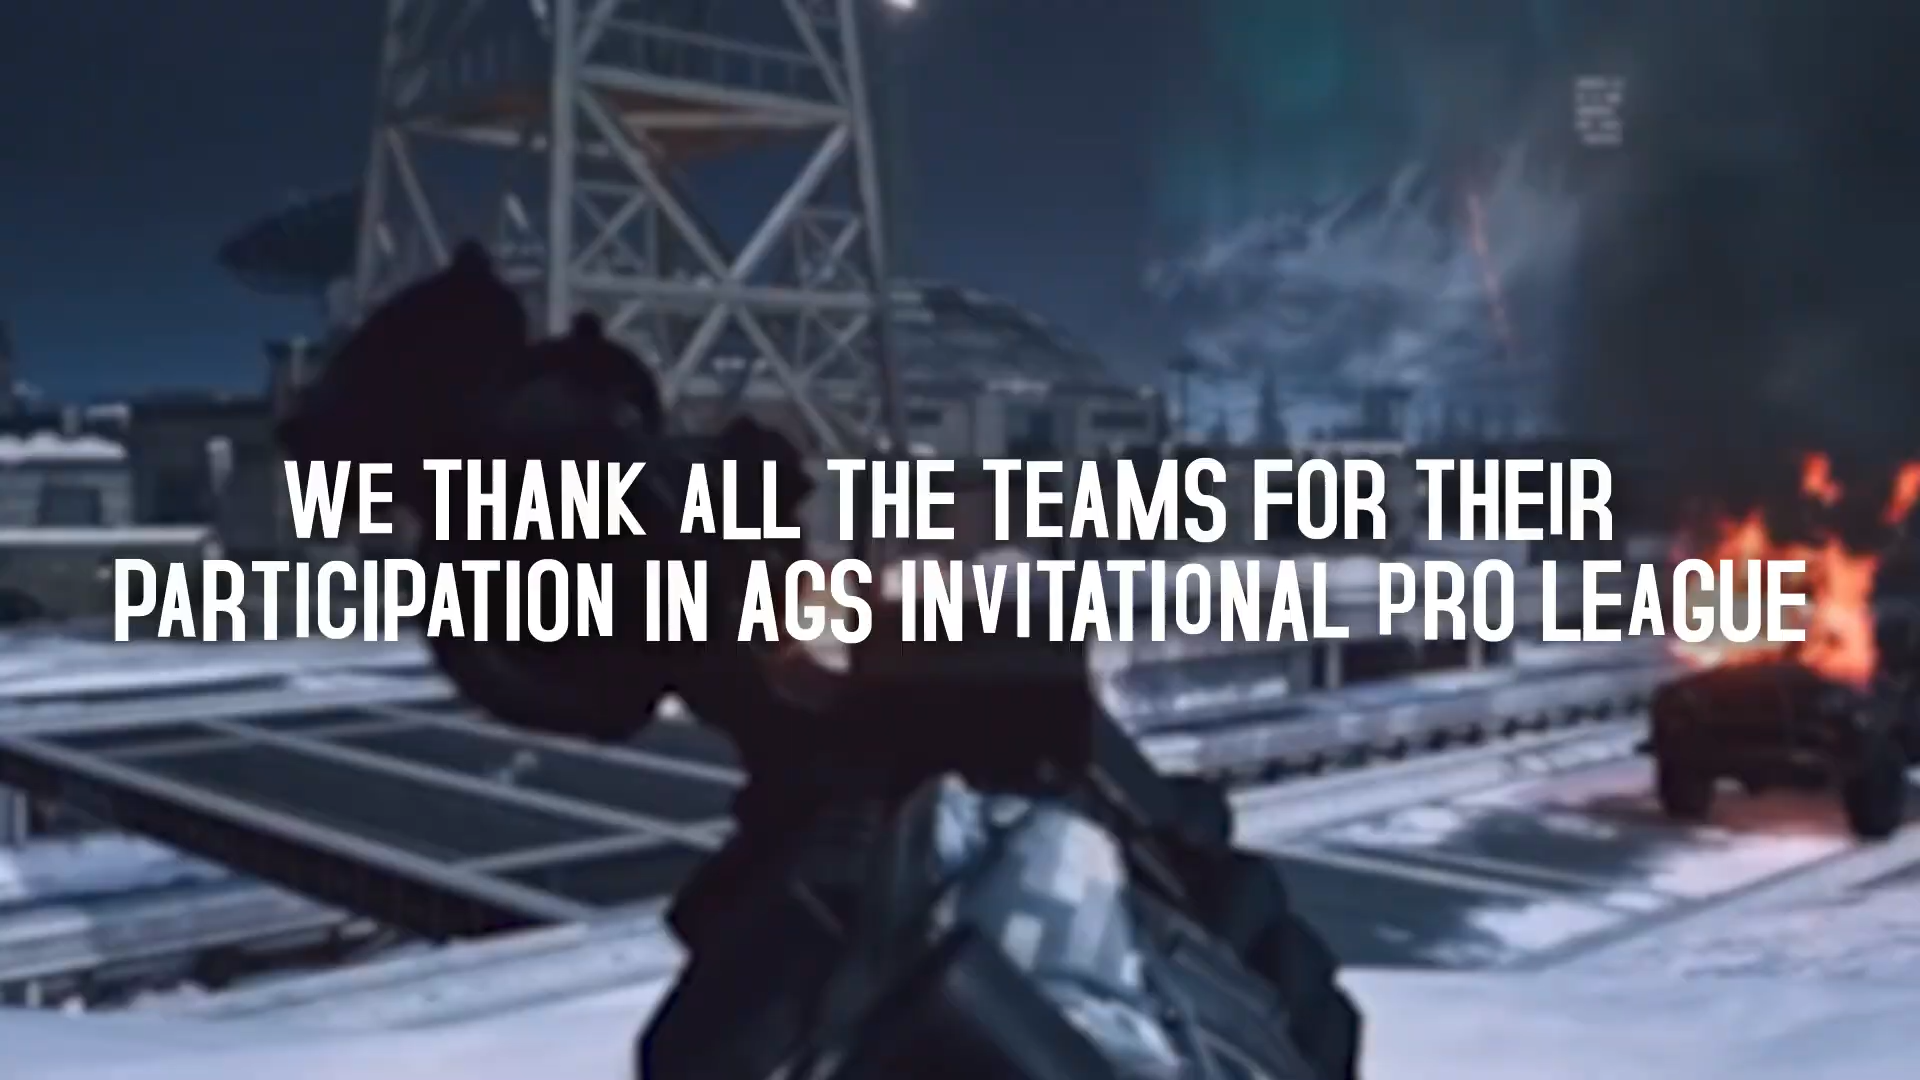 WE THANK ALL THE TEAMS FOR THEIR
PARTICIPATION IN AGS INVITATIONAL PRO LEAGUE